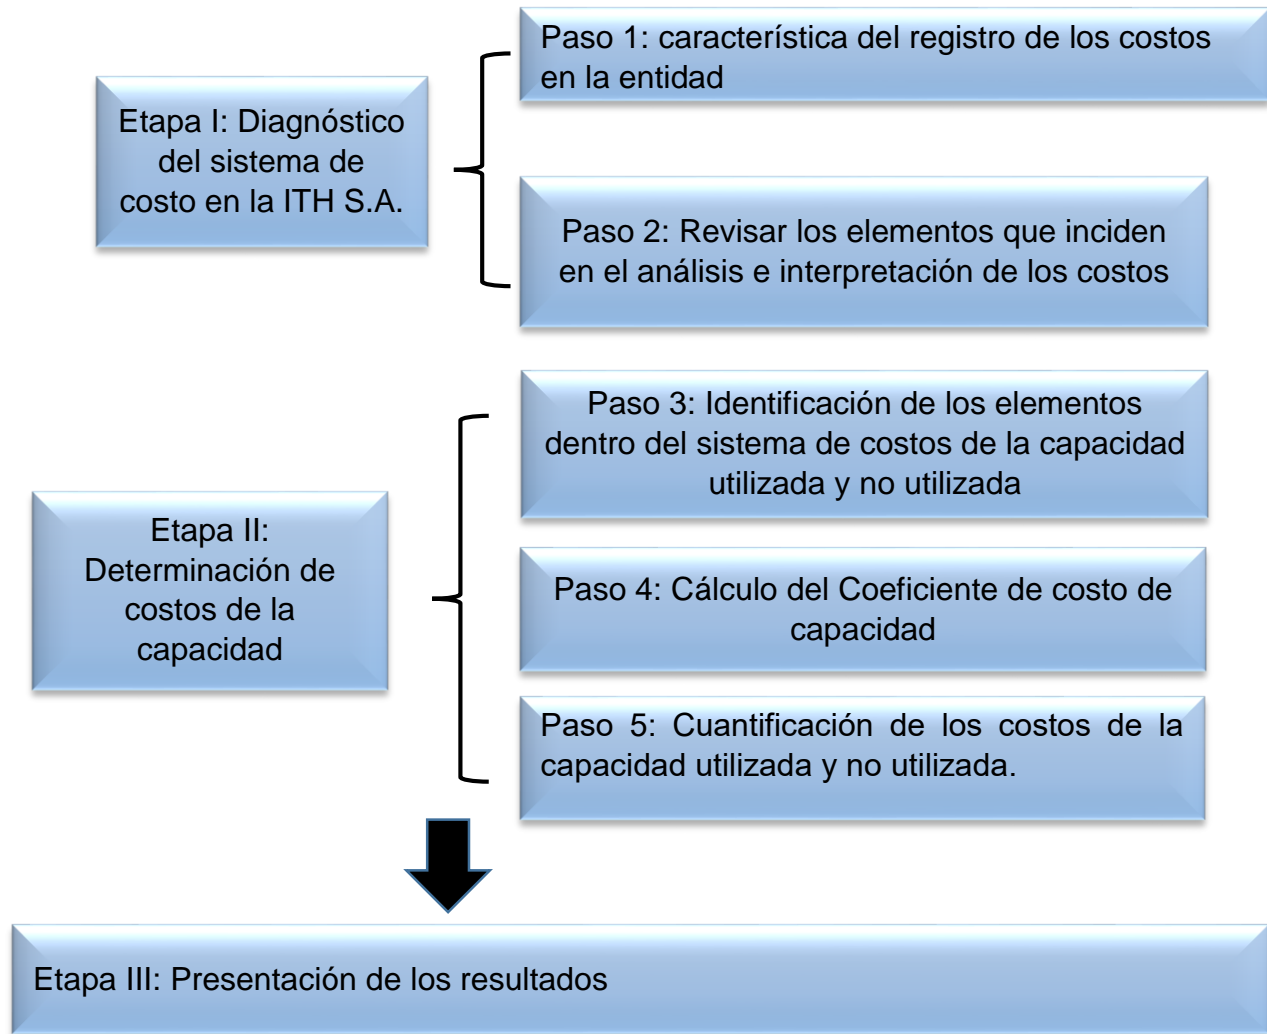 Etapa I: Diagnóstico
del sistema de
costo en la ITH S.A.
Paso 1: característica del registro de los costos
en la entidad
Paso 2: Revisar los elementos que inciden
en el análisis e interpretación de los costos
Etapa II:
Determinación de
costos de la
capacidad
Paso 3: Identificación de los elementos
dentro del sistema de costos de la capacidad
utilizada y no utilizada
Paso 4: Cálculo del Coeficiente de costo de
capacidad
Paso 5: Cuantificación de los costos de la
capacidad utilizada y no utilizada.
Etapa III: Presentación de los resultados